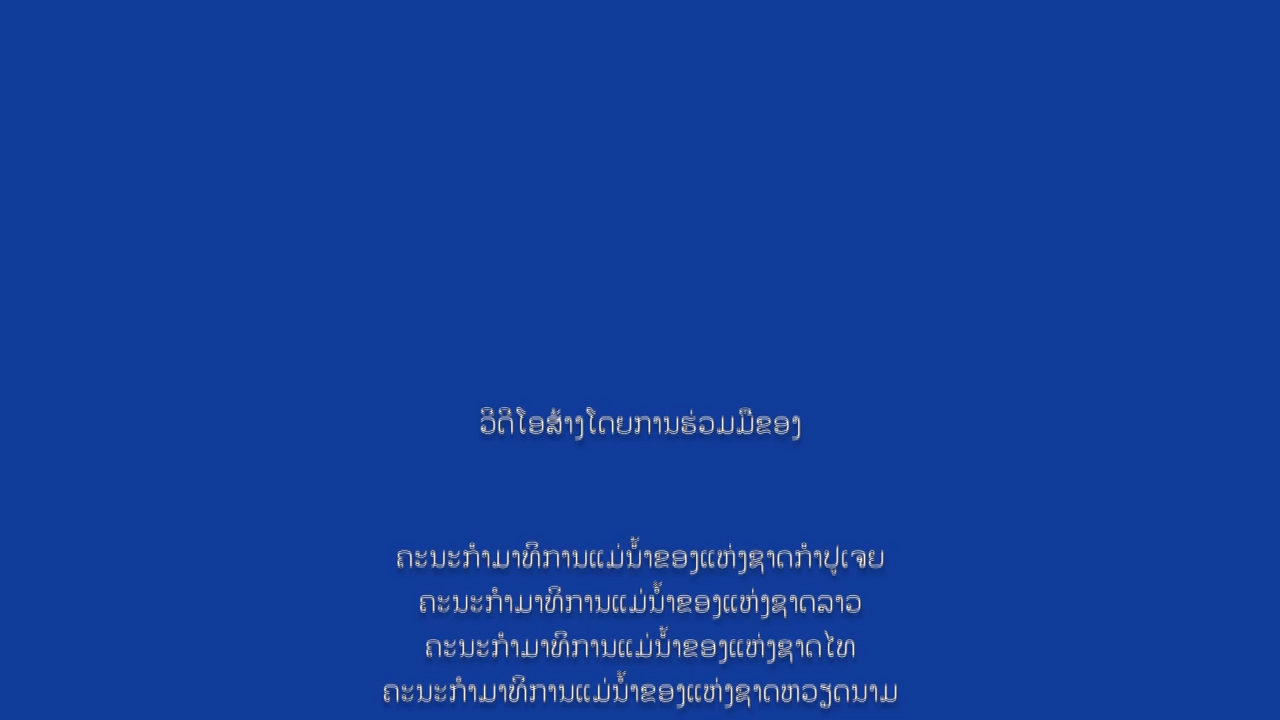 ວີດີໂອສ້າງໂດຍການຮ່ວມມືຂອງ
ຄະນະກຳມາທິການແມ່ນ້ຳຂອງແຫ່ງຊາດກຳປູເຈຍ
ຄະນະກຳມາທິການແມ່ນ້ຳຂອງແຫ່ງຊາດລາວ
ຄະນະກຳມາທິການແມ່ນ້ຳຂອງແຫ່ງຊາດໄທ
ຄະນະກຳມາທິການແມ່ນ້ຳຂອງແຫ່ງຊາດຫວຽດນາມ